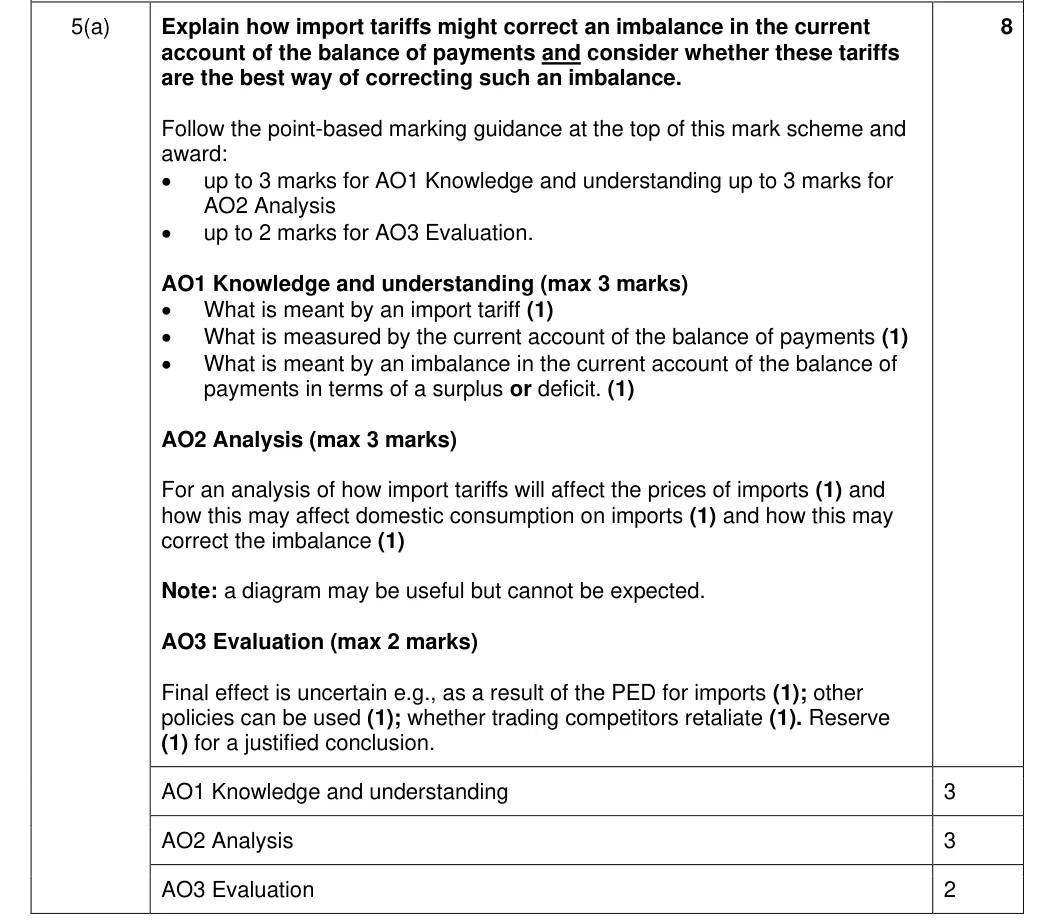 5(a)
Explain how import tariffs might correct an imbalance in the current
8
account of the balance of payments and consider whether these tariffs
are the best way of correcting such an imbalance.
Follow the point-based marking guidance at the top of this mark scheme and
award:
• up to 3 marks for AO1 Knowledge and understanding up to 3 marks for
AO2 Analysis
• up to 2 marks for AO3 Evaluation.
AO1 Knowledge and understanding (max 3 marks)
• What is meant by an import tariff (1)
• What is measured by the current account of the balance of payments (1)
• What is meant by an imbalance in the current account of the balance of
payments in terms of a surplus or deficit. (1)
AO2 Analysis (max 3 marks)
For an analysis of how import tariffs will affect the prices of imports (1) and
how this may affect domestic consumption on imports (1) and how this may
correct the imbalance (1)
Note: a diagram may be useful but cannot be expected.
AO3 Evaluation (max 2 marks)
Final effect is uncertain e.g., as a result of the PED for imports (1); other
policies can be used (1); whether trading competitors retaliate (1). Reserve
(1) for a justified conclusion.
AO1 Knowledge and understanding 3
AO2 Analysis 3
AO3 Evaluation 2